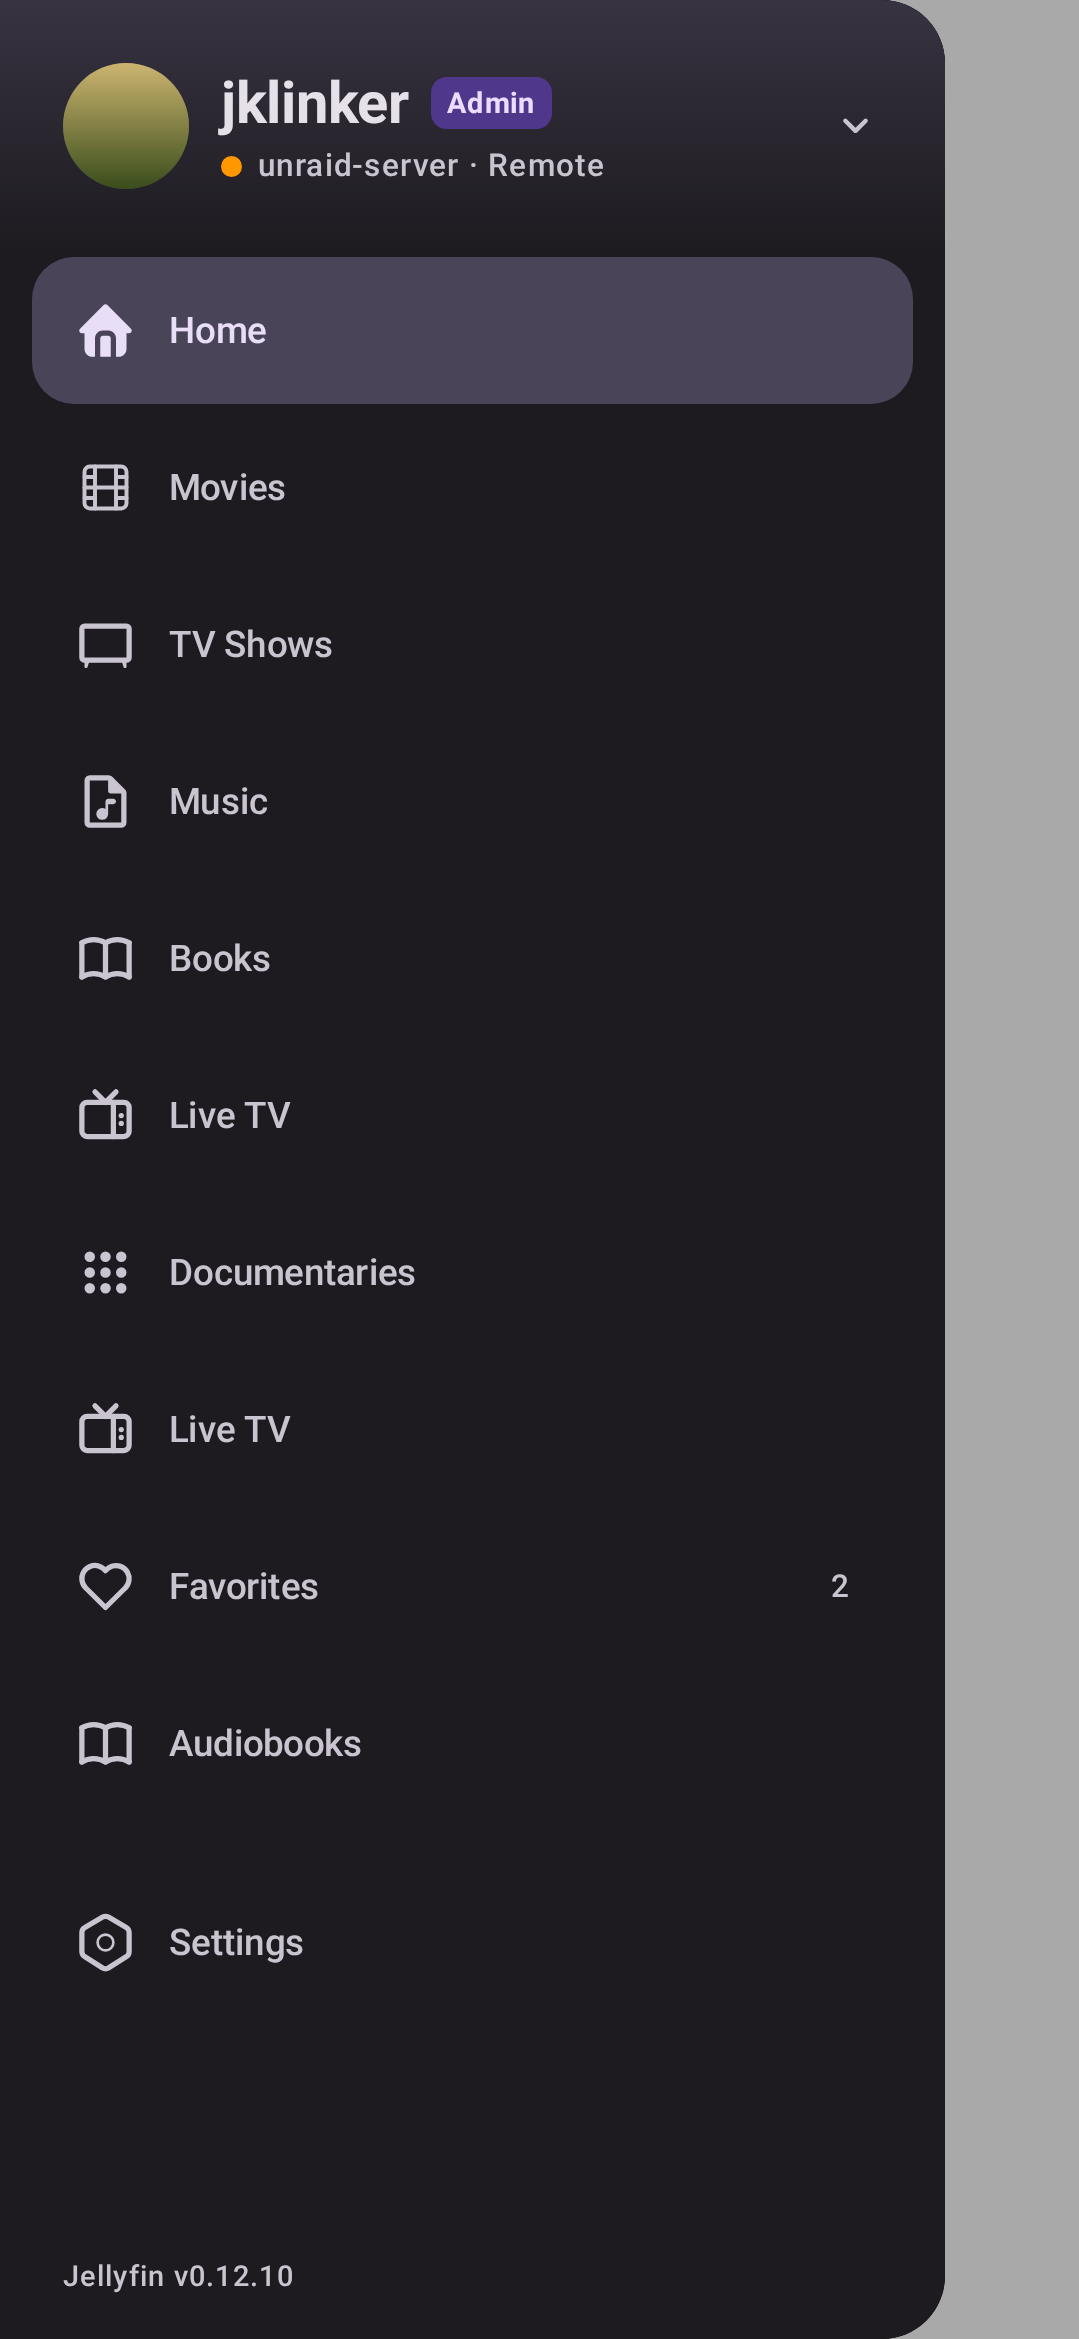 jklinker Admin
unraid-server · Remote
Home
Movies
TV Shows
Music
Books
Live TV
Documentaries
Live TV
Favorites 2
Audiobooks
Settings
Jellyfin v0.12.10